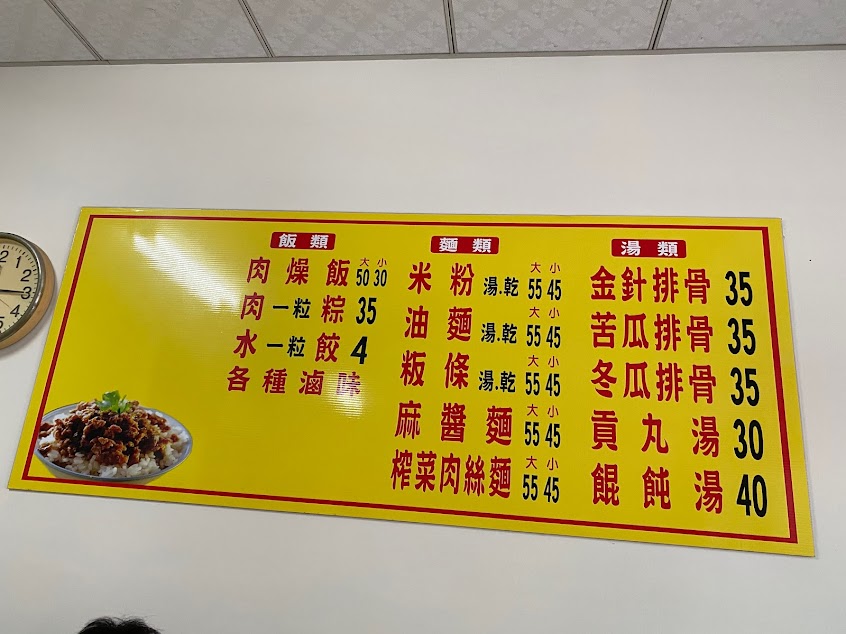 飯類
大 小
肉燥飯 50 30
肉一粒粽 35
水一粒餃 4
各種滷味
麵類
大 小
米粉 湯.乾 55 45
大 小
油麵 湯.乾 55 45
大 小
粄條 湯.乾 55 45
大 小
麻醬麵 55 45
大 小
榨菜肉絲麵 55 45
湯類
金針排骨 35
苦瓜排骨 35
冬瓜排骨 35
貢丸湯 30
餛飩湯 40